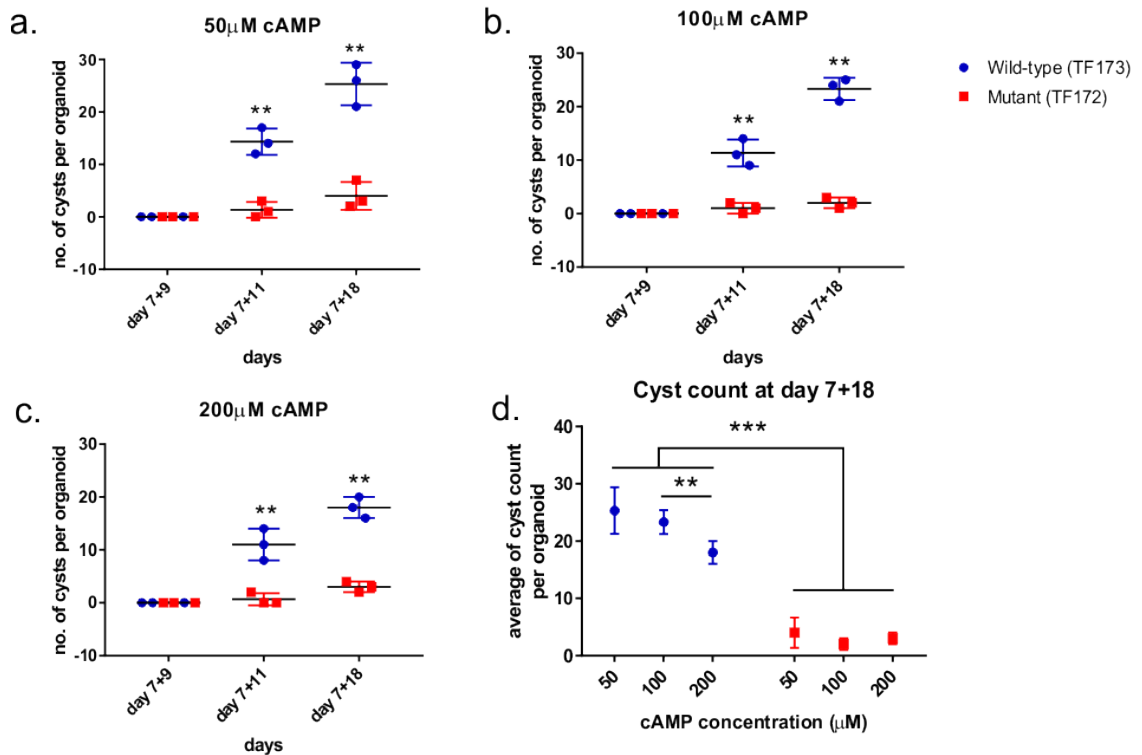 a.
50μM cAMP
no. of cysts per organoid
30
20
10
0
-10
**
**
day 7+9
day 7+11
day 7+18
days
b.
100μM cAMP
no. of cysts per organoid
30
20
10
0
-10
**
**
day 7+9
day 7+11
day 7+18
days
Wild-type (TF173)
Mutant (TF172)
c.
200μM cAMP
no. of cysts per organoid
30
20
10
0
-10
**
**
day 7+9
day 7+11
day 7+18
days
d.
Cyst count at day 7+18
average of cyst count
per organoid
40
30
20
10
0
***
**
50
100
200
50
100
200
cAMP concentration (μM)